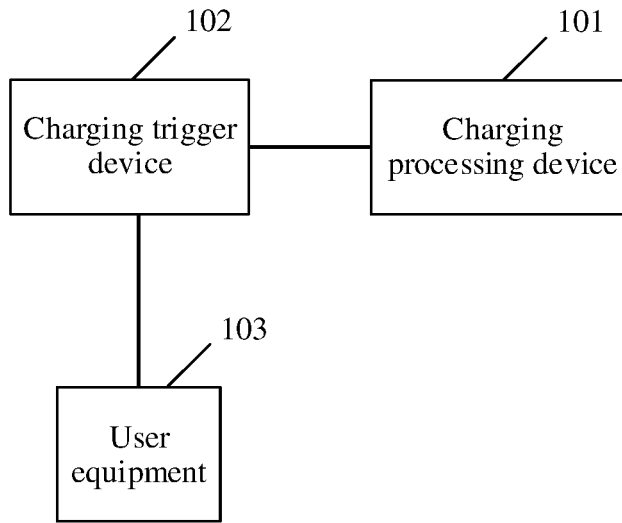 102
101
Charging trigger
device
Charging
processing device
103
User
equipment